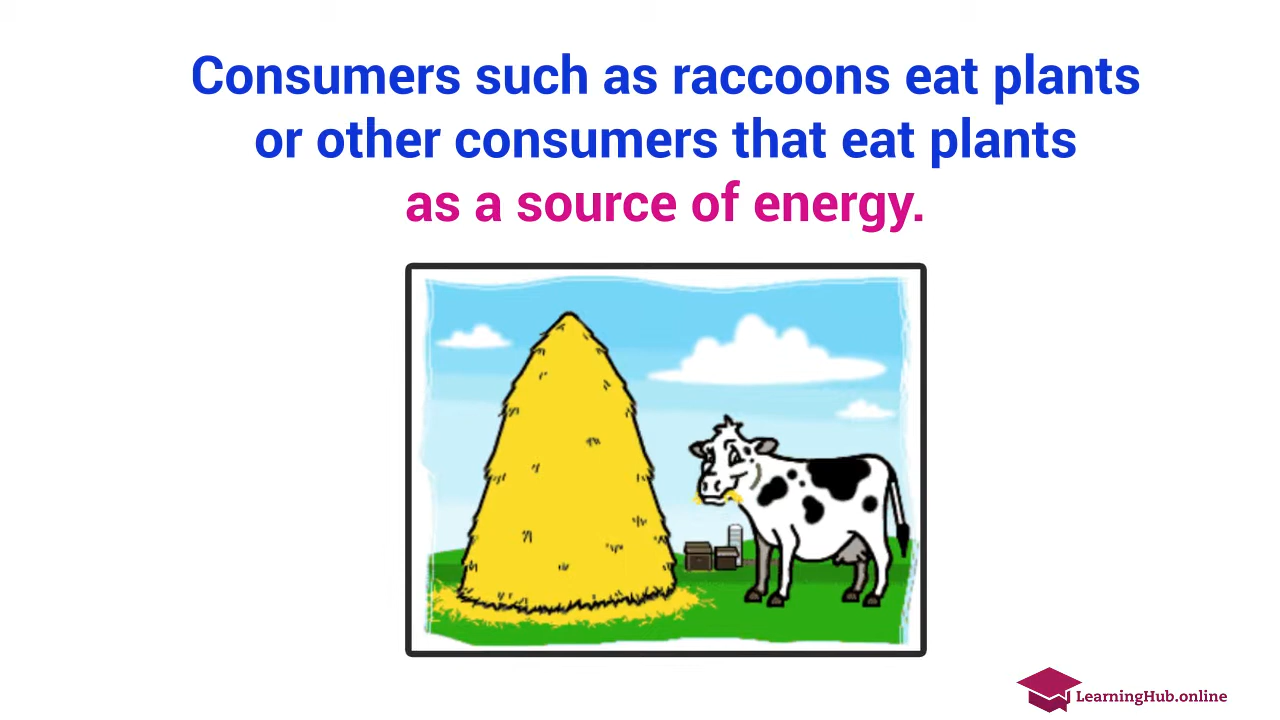 Consumers such as raccoons eat plants
or other consumers that eat plants
as a source of energy.
LearningHub.online